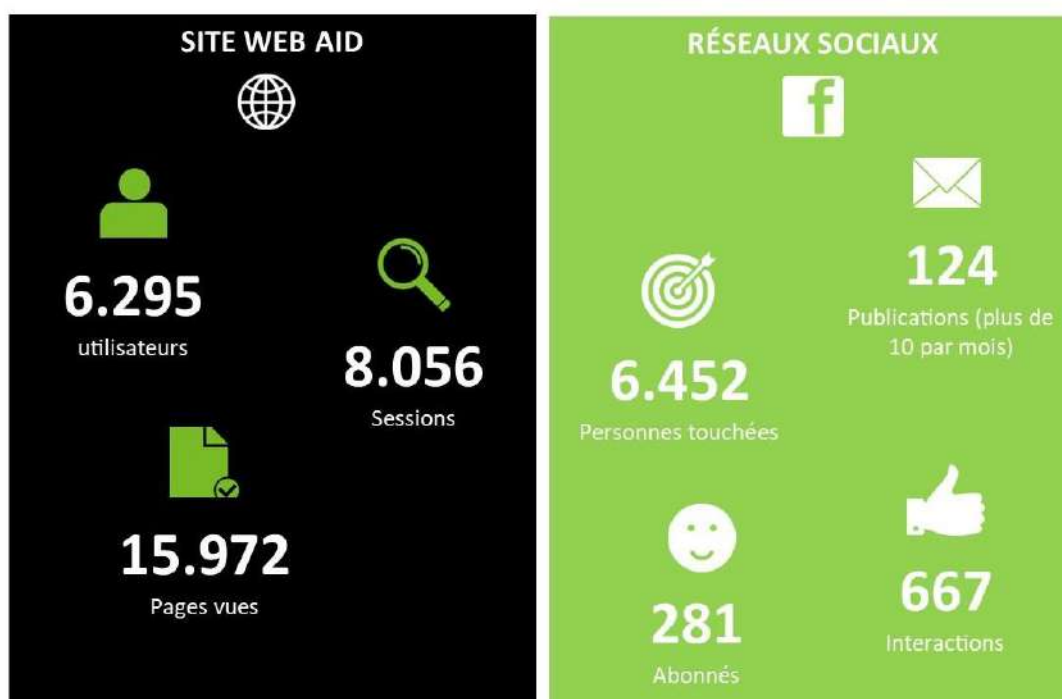 SITE WEB AID
6.295
utilisateurs
8.056
Sessions
15.972
Pages vues
RÉSEAUX SOCIAUX
f
124
Publications (plus de
10 par mois)
6.452
Personnes touchées
667
Interactions
281
Abonnés